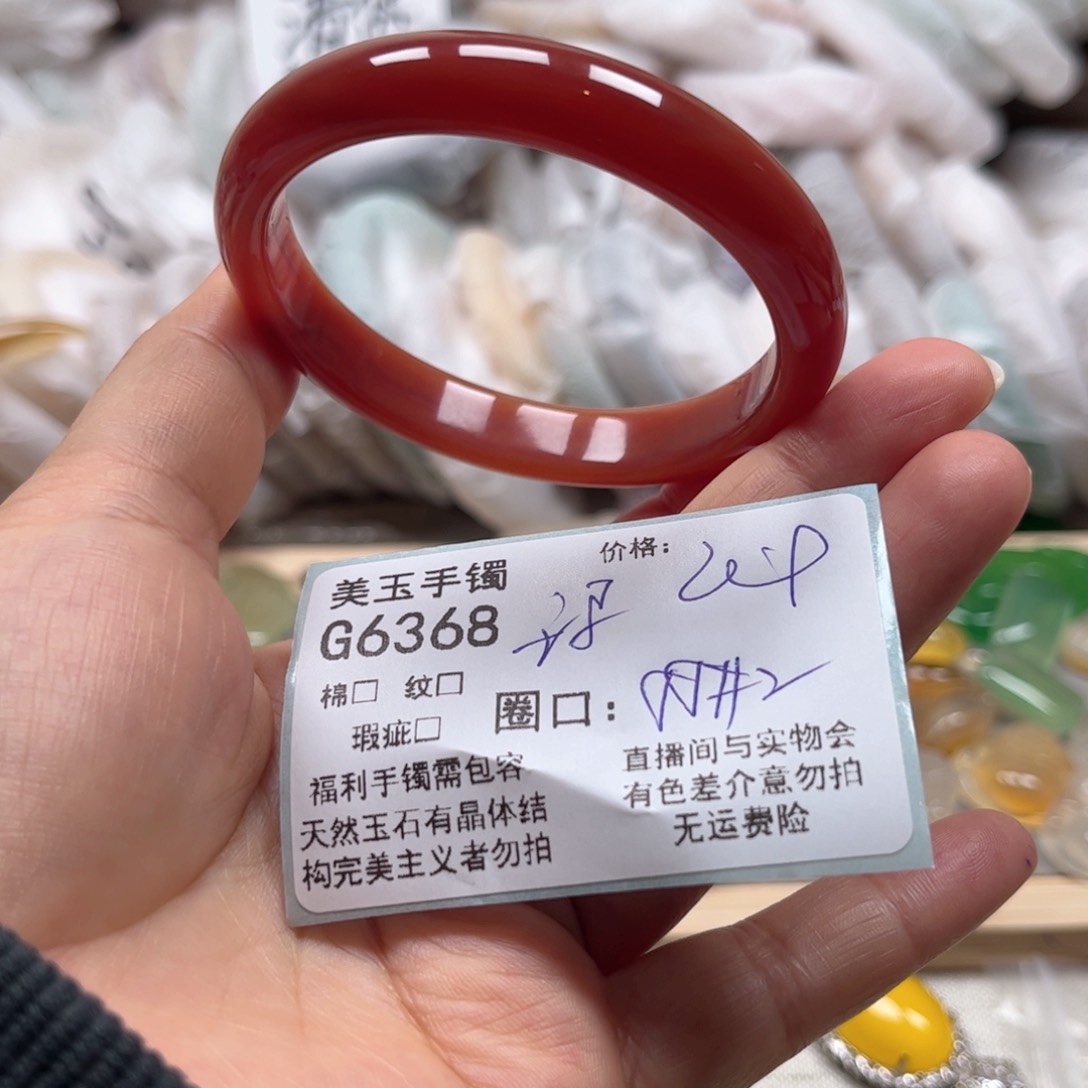 美玉手镯
价格:
G6368
棉□ 纹□
圈口:
瑕疵□
福利手镯需包容
天然玉石有晶体结
构完美主义者勿拍
直播间与实物会
有色差介意勿拍
无运费险